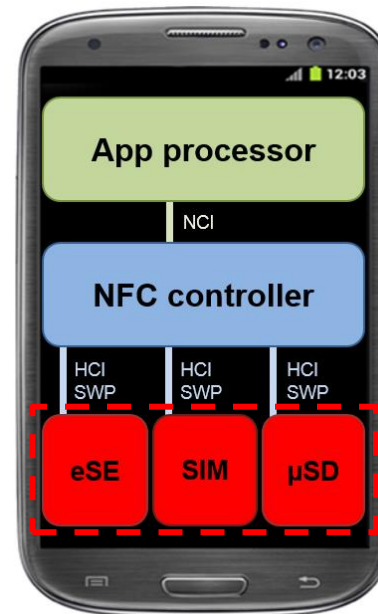 12:03
App processor
NCI
NFC controller
HCI HCI HCI
SWP SWP SWP
eSE SIM µSD